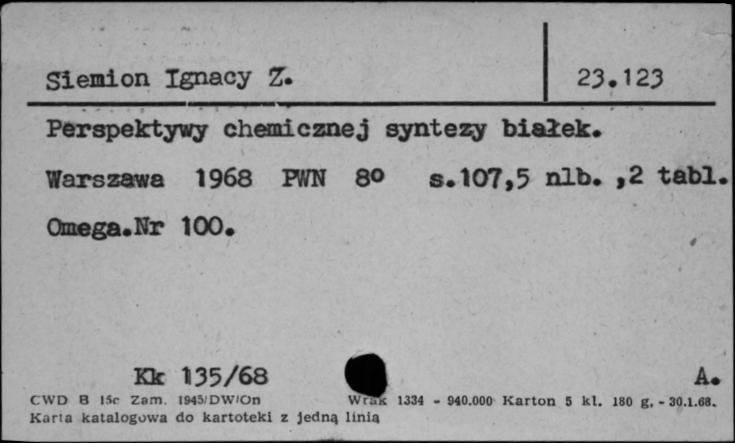 Siemion Ignacy Z. 23.123
Perspektywy chemicznej syntezy białek.
Warszawa 1968 PWN 8o s.107,5 nlb. ,2 tabl.
Omega.Nr 100.
Kk 135/68 A.
CWD B 15c Zam. 1945/DW/On Wrak 1334 - 940.000 Karton 5 kl. 180 g. - 30.1.68.
Karta katalogowa do kartoteki z jedną linią